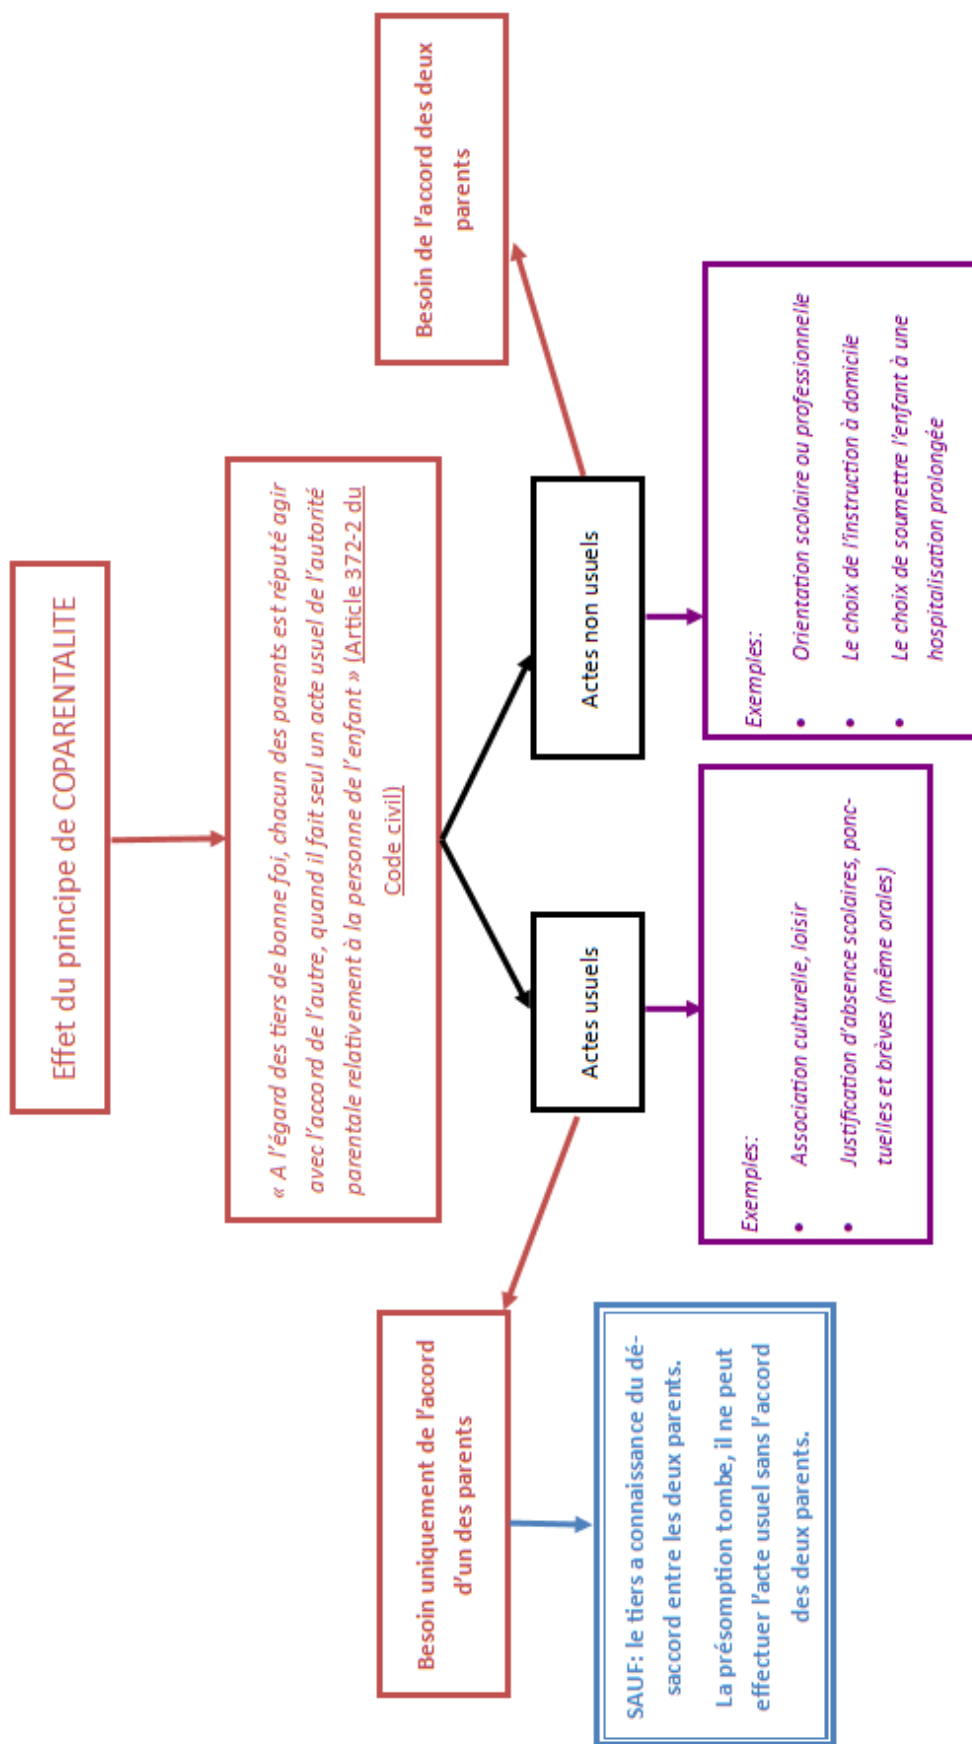 Effet du principe de COPARENTALITE
« A l'égard des tiers de bonne foi, chacun des parents est réputé agir
avec l'accord de l'autre, quand il fait seul un acte usuel de l'autorité
parentale relativement à la personne de l'enfant » (Article 372-2 du
Code civil)
Besoin uniquement de l'accord
d'un des parents
Besoin de l'accord des deux
parents
Actes usuels
Actes non usuels
SAUF: le tiers a connaissance du dé-
saccord entre les deux parents.
La présomption tombe, il ne peut
effectuer l'acte usuel sans l'accord
des deux parents.
Exemples:
• Association culturelle, loisir
• Justification d'absence scolaires, ponc-
tuelles et brèves (même orales)
Exemples:
• Orientation scolaire ou professionnelle
• Le choix de l'instruction à domicile
• Le choix de soumettre l'enfant à une
hospitalisation prolongée